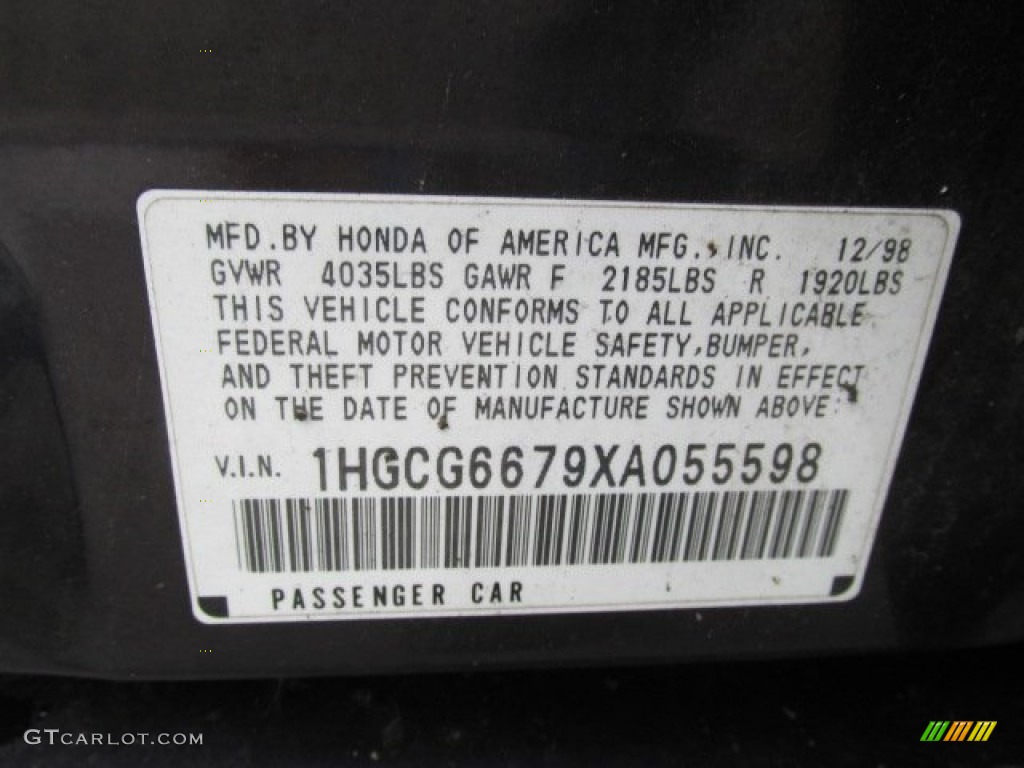 MFD.BY HONDA OF AMERICA MFG., INC. 12/98
GVWR 4035LBS GAWR F 2185LBS R 1920LBS
THIS VEHICLE CONFORMS TO ALL APPLICABLE
FEDERAL MOTOR VEHICLE SAFETY,BUMPER,
AND THEFT PREVENTION STANDARDS IN EFFECT
ON THE DATE OF MANUFACTURE SHOWN ABOVE:
V.I.N. 1HGCG6679XA055598
PASSENGER CAR
GTCARLOT.COM